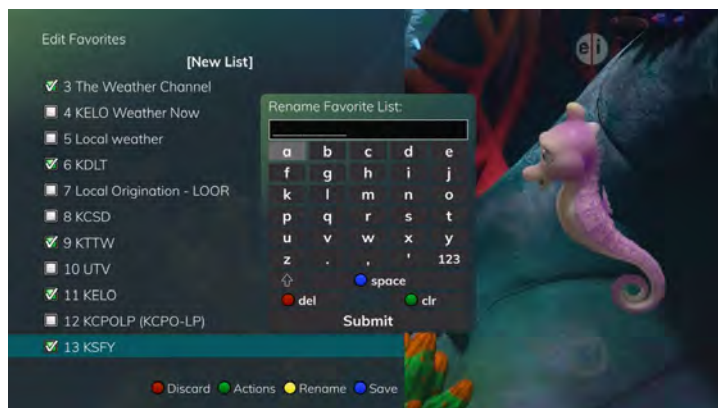 Edit Favorites
[New List]
3 The Weather Channel
4 KELO Weather Now
5 Local weather
6 KDLT
7 Local Origination - LOOR
8 KCSD
9 KTTW
10 UTV
11 KELO
12 KCPOLP (KCPO-LP)
13 KSFY
Rename Favorite List:
a b c d e
f g h i j
k l m n o
p q r s t
u v w x y
z . , ' 123
space
del clr
Submit
Discard Actions Rename Save
e i